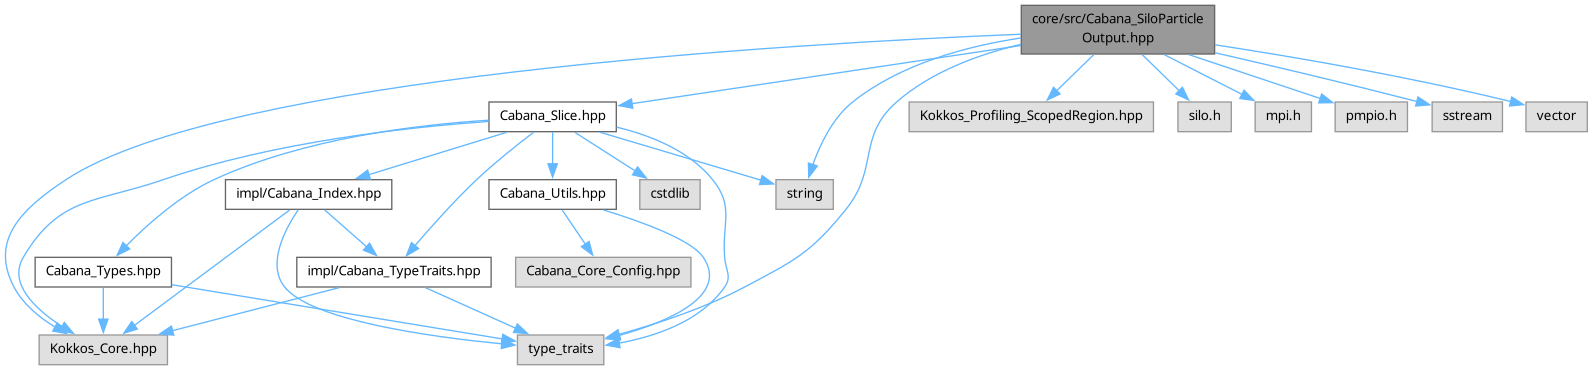 core/src/Cabana_SiloParticle
Output.hpp
Cabana_Slice.hpp
Kokkos_Profiling_ScopedRegion.hpp
silo.h
mpi.h
pmpio.h
sstream
vector
impl/Cabana_Index.hpp
Cabana_Utils.hpp
cstdlib
string
Cabana_Types.hpp
impl/Cabana_TypeTraits.hpp
Cabana_Core_Config.hpp
Kokkos_Core.hpp
type_traits